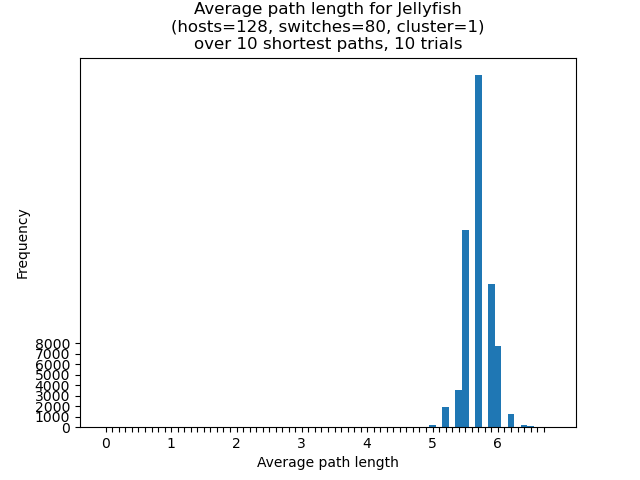 Average path length for Jellyfish
(hosts=128, switches=80, cluster=1)
over 10 shortest paths, 10 trials
Frequency
8000
7000
6000
5000
4000
3000
2000
1000
0
0 1 2 3 4 5 6
Average path length